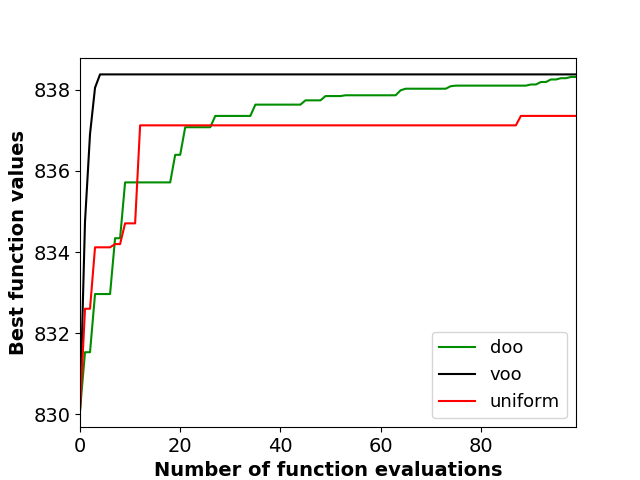 838
836
834
832
830
0
20
40
60
80
Best function values
Number of function evaluations
doo
voo
uniform